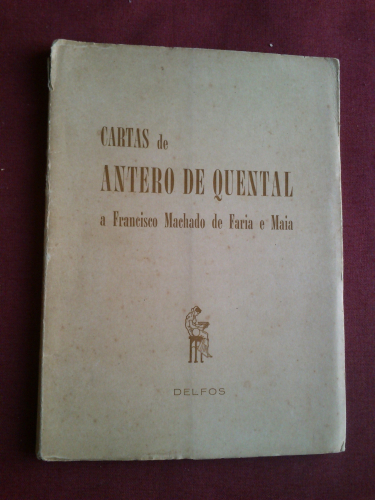 CARTAS de
ANTERO DE QUENTAL
a Francisco Machado de Faria e Maia
DELFOS